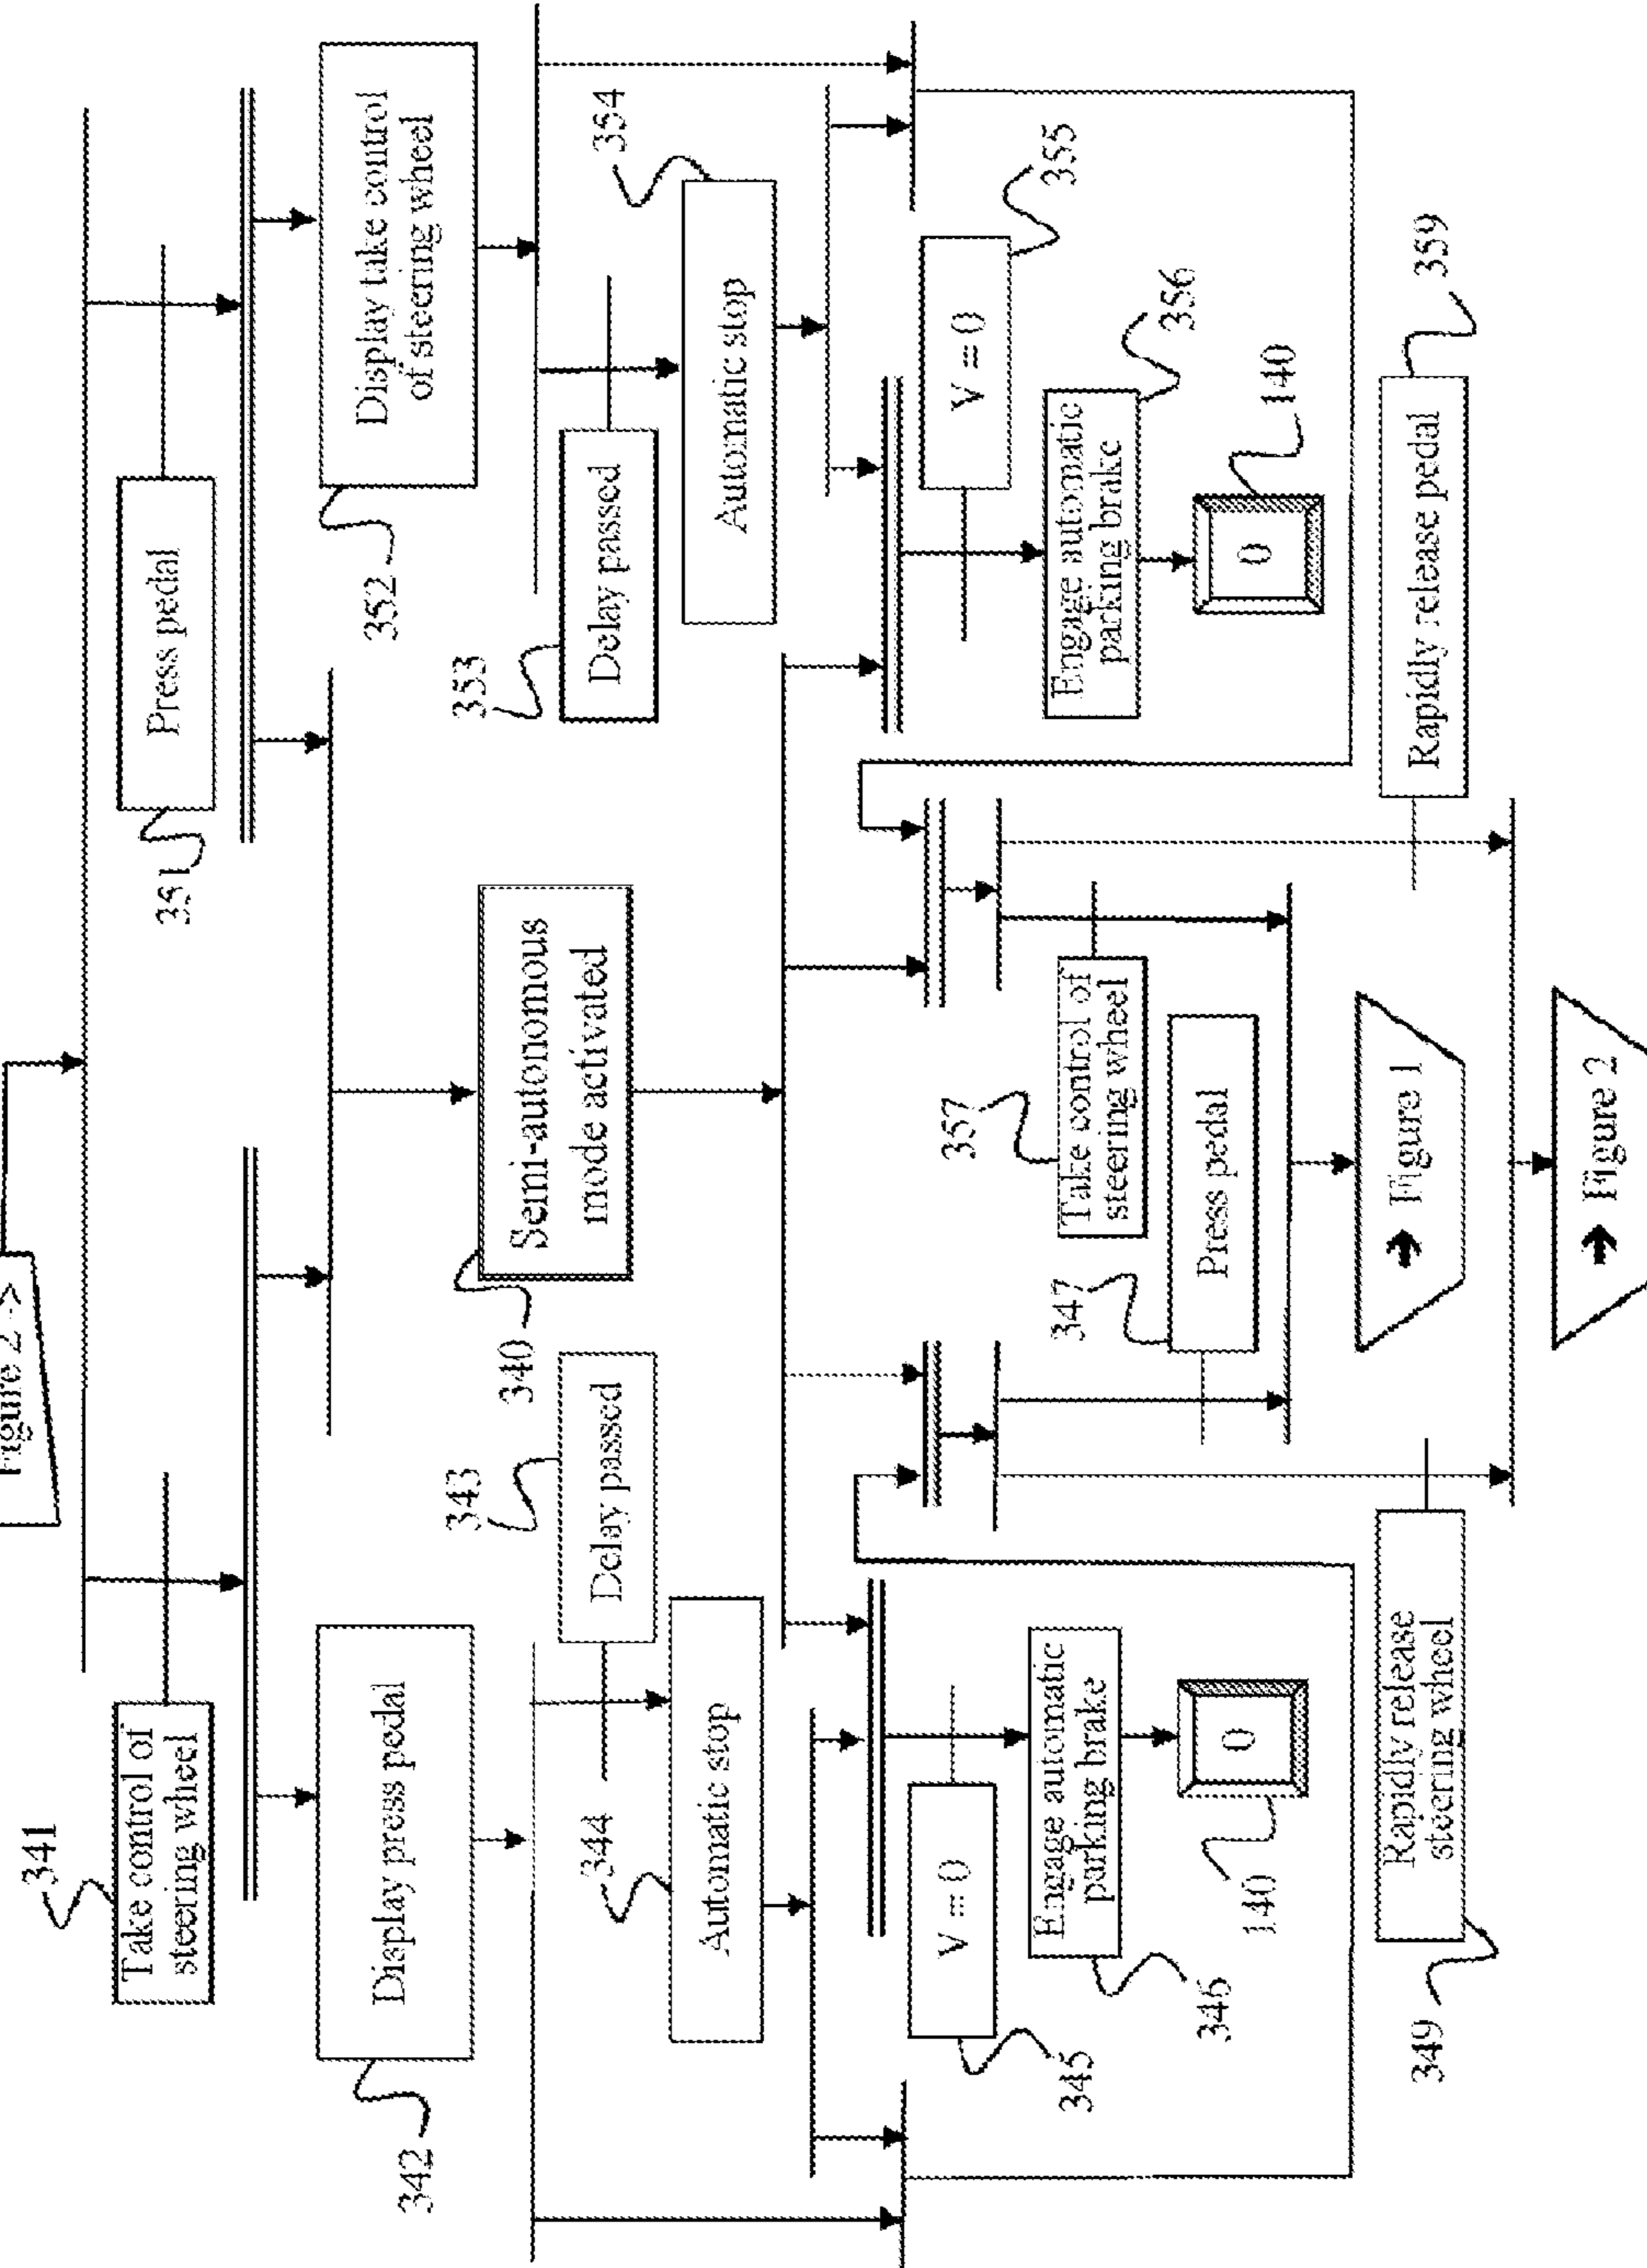 Figure 2 ->
341
Take control of
steering wheel
351
Press pedal
342
Display press pedal
352
Display take control
of steering wheel
340
Semi-autonomous
mode activated
343
Delay passed
353
Delay passed
344
Automatic stop
354
Automatic stop
345
V = 0
355
V = 0
346
Engage automatic
parking brake
356
Engage automatic
parking brake
140
0
140
0
347
Press pedal
357
Take control of
steering wheel
→ Figure 1
349
Rapidly release
steering wheel
359
Rapidly release pedal
→ Figure 2